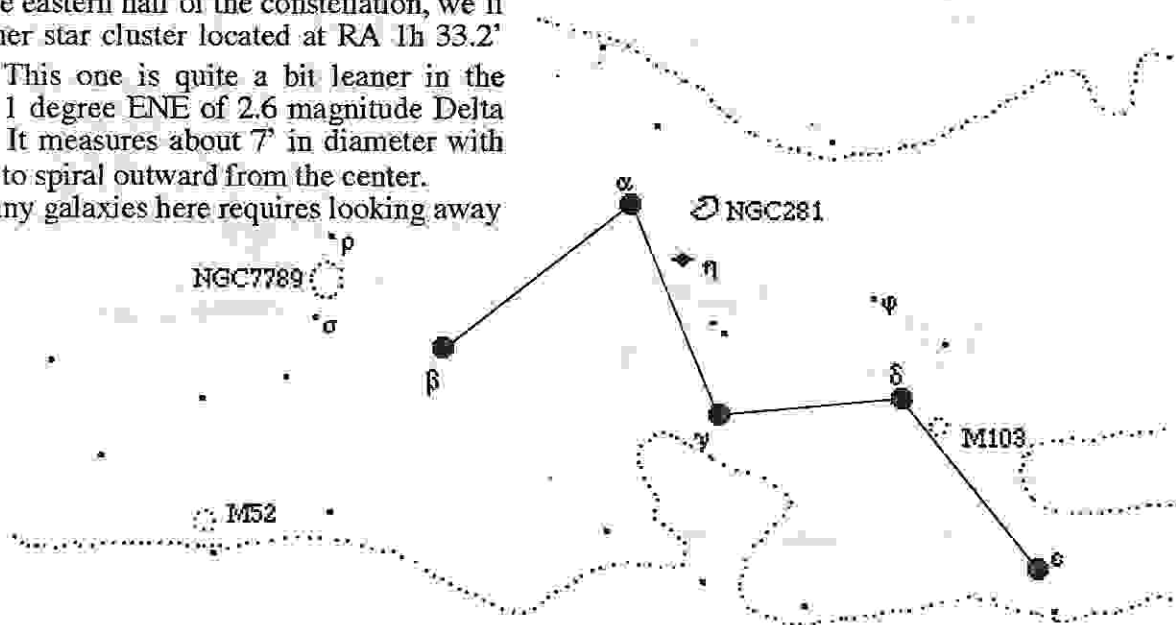 e eastern half of the constellation, we'll
ner star cluster located at RA 1h 33.2'
This one is quite a bit leaner in the
1 degree ENE of 2.6 magnitude Delta
It measures about 7' in diameter with
to spiral outward from the center.
ny galaxies here requires looking away
α
NGC281
ρ
NGC7789
η
σ
φ
β
δ
γ
M103
M52
ε